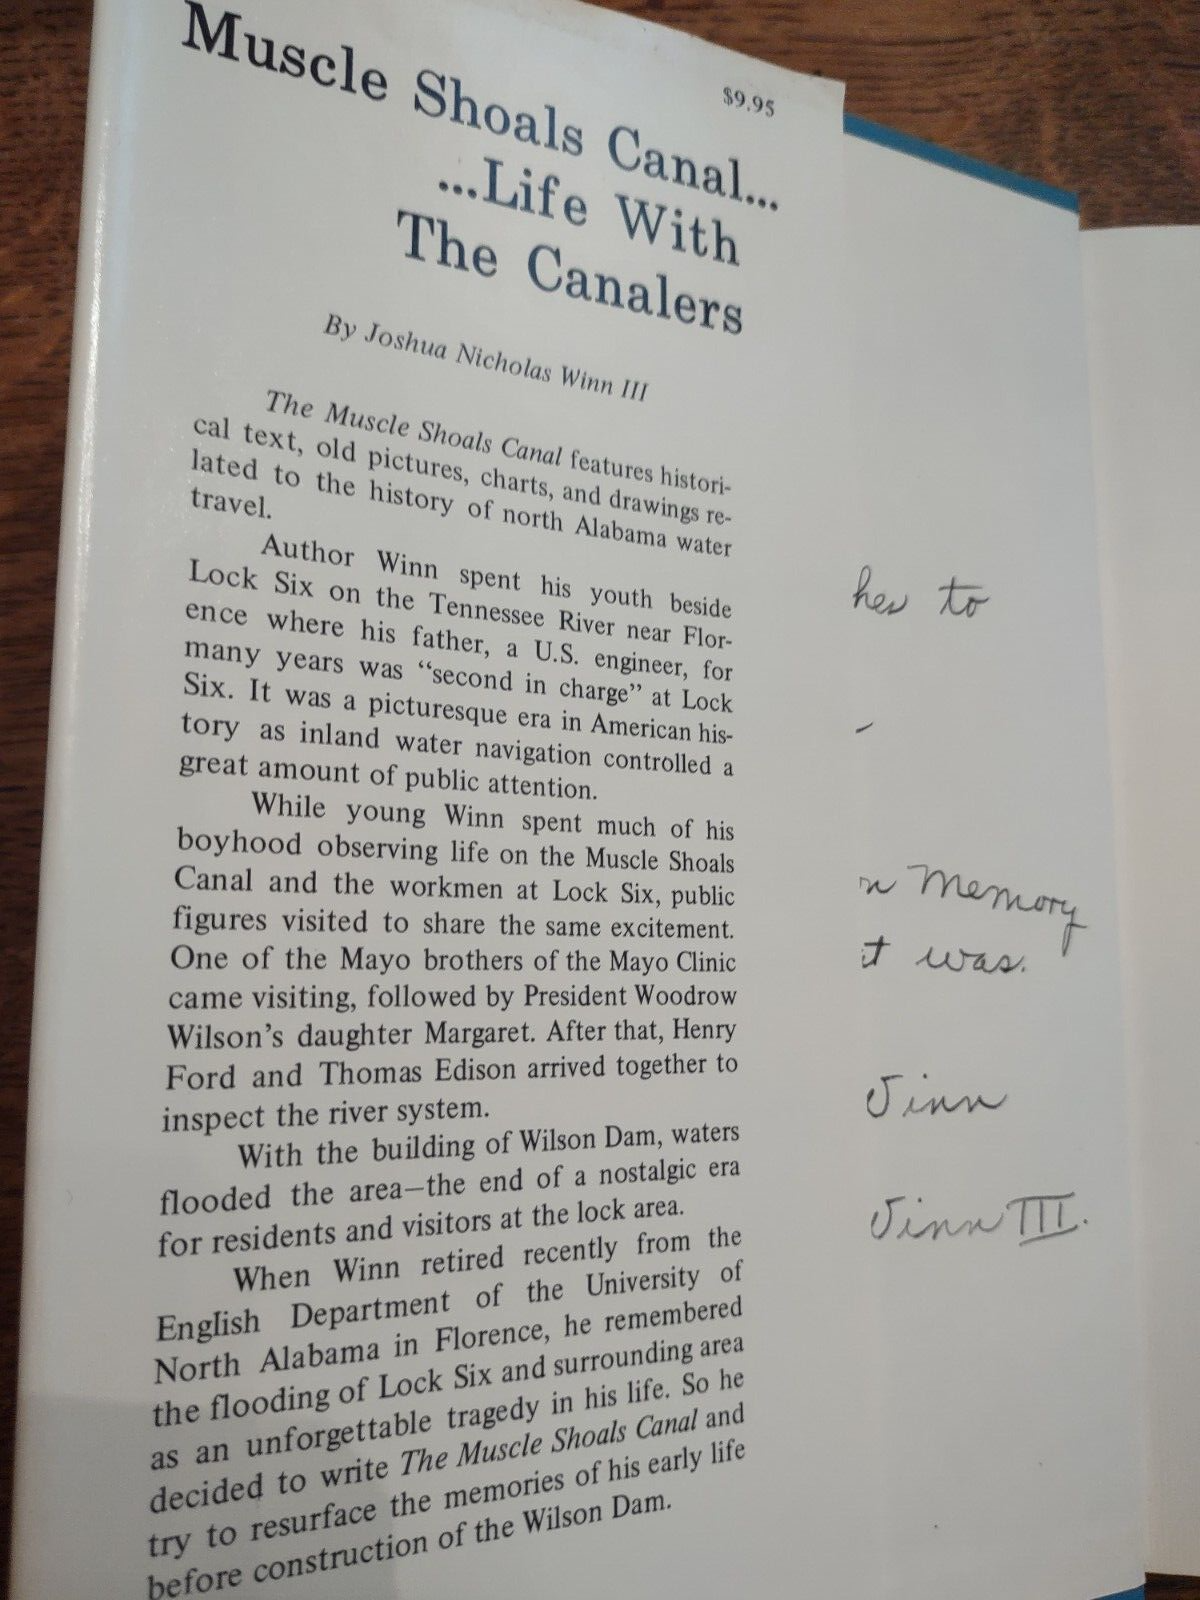 $9.95
Muscle Shoals Canal...
...Life With
The Canalers
By Joshua Nicholas Winn III
The Muscle Shoals Canal features histori-
cal text, old pictures, charts, and drawings re-
lated to the history of north Alabama water
travel.
Author Winn spent his youth beside
Lock Six on the Tennessee River near Flor-
ence where his father, a U.S. engineer, for
many years was “second in charge” at Lock
Six. It was a picturesque era in American his-
tory as inland water navigation controlled a
great amount of public attention.
While young Winn spent much of his
boyhood observing life on the Muscle Shoals
Canal and the workmen at Lock Six, public
figures visited to share the same excitement.
One of the Mayo brothers of the Mayo Clinic
came visiting, followed by President Woodrow
Wilson’s daughter Margaret. After that, Henry
Ford and Thomas Edison arrived together to
inspect the river system.
With the building of Wilson Dam, waters
flooded the area—the end of a nostalgic era
for residents and visitors at the lock area.
When Winn retired recently from the
English Department of the University of
North Alabama in Florence, he remembered
the flooding of Lock Six and surrounding area
as an unforgettable tragedy in his life. So he
decided to write The Muscle Shoals Canal and
try to resurface the memories of his early life
before construction of the Wilson Dam.
hes to
Memory
it was.
Winn
Winn III.